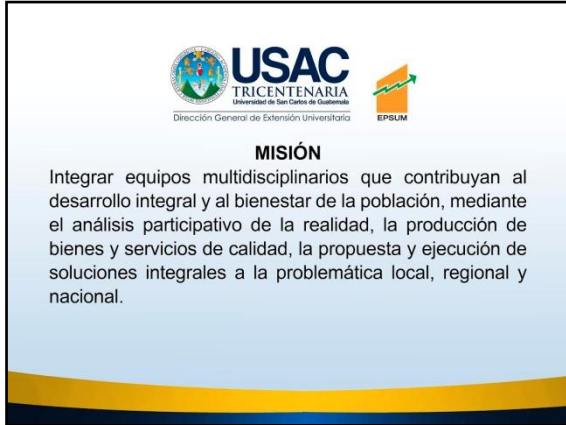 USAC
TRICENTENARIA
Universidad de San Carlos de Guatemala
Dirección General de Extensión Universitaria
EPSUM
MISIÓN
Integrar equipos multidisciplinarios que contribuyan al
desarrollo integral y al bienestar de la población, mediante
el análisis participativo de la realidad, la producción de
bienes y servicios de calidad, la propuesta y ejecución de
soluciones integrales a la problemática local, regional y
nacional.